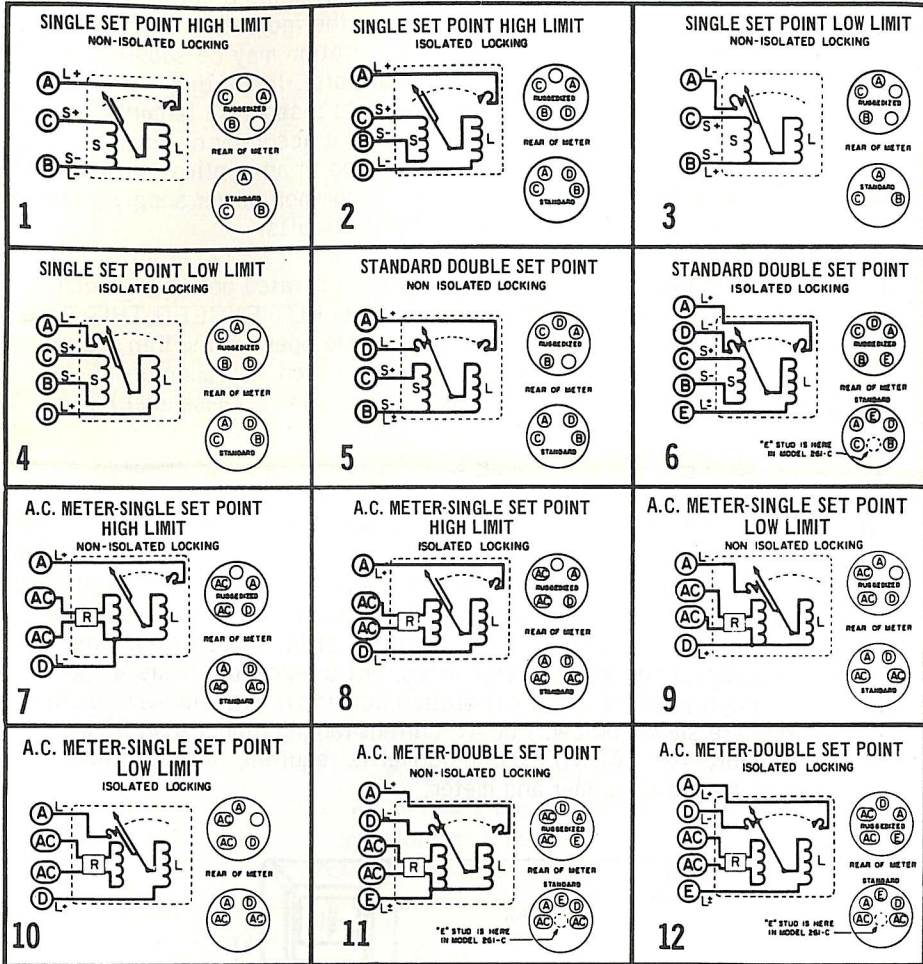 SINGLE SET POINT HIGH LIMIT
NON-ISOLATED LOCKING
A L+
C S+
B S-
L-
S
L
C A
RUGGEDIZED
B
REAR OF METER
A
STANDARD
C B
1
SINGLE SET POINT HIGH LIMIT
ISOLATED LOCKING
A L+
C S+
B S-
D L-
S
L
C A
RUGGEDIZED
B D
REAR OF METER
A D
C B
STANDARD
2
SINGLE SET POINT LOW LIMIT
NON-ISOLATED LOCKING
A L-
C S+
B S-
L+
S
L
C A
RUGGEDIZED
B
REAR OF METER
A
STANDARD
C B
3
SINGLE SET POINT LOW LIMIT
ISOLATED LOCKING
A L-
C S+
B S-
D L+
S
L
C A
RUGGEDIZED
B D
REAR OF METER
A D
C B
STANDARD
4
STANDARD DOUBLE SET POINT
NON ISOLATED LOCKING
A L+
D L-
C S+
B S-
L±
S
L
C D A
RUGGEDIZED
B
REAR OF METER
A D
C B
STANDARD
5
STANDARD DOUBLE SET POINT
ISOLATED LOCKING
A L+
D L-
C S+
B S-
E L±
S
L
C D A
RUGGEDIZED
B E
REAR OF METER
STANDARD
A E D
C B
"E" STUD IS HERE
IN MODEL 261-C
6
A.C. METER-SINGLE SET POINT
HIGH LIMIT
NON-ISOLATED LOCKING
A L+
AC
AC
D L-
R
L
AC A
RUGGEDIZED
AC D
REAR OF METER
A D
AC AC
STANDARD
7
A.C. METER-SINGLE SET POINT
HIGH LIMIT
ISOLATED LOCKING
A L+
AC
AC
D L-
R
L
AC A
RUGGEDIZED
AC D
REAR OF METER
A D
AC AC
STANDARD
8
A.C. METER-SINGLE SET POINT
LOW LIMIT
NON ISOLATED LOCKING
A L-
AC
AC
D L+
R
L
AC A
RUGGEDIZED
AC D
REAR OF METER
A D
AC AC
STANDARD
9
A.C. METER-SINGLE SET POINT
LOW LIMIT
ISOLATED LOCKING
A L-
AC
AC
D L+
R
L
AC A
AC D
REAR OF METER
A D
AC AC
10
A.C. METER-DOUBLE SET POINT
NON-ISOLATED LOCKING
A L+
D L-
AC
AC
E L±
R
L
AC D A
RUGGEDIZED
AC E
REAR OF METER
STANDARD
A E D
AC AC
"E" STUD IS HERE
IN MODEL 261-C
11
A.C. METER-DOUBLE SET POINT
ISOLATED LOCKING
A L+
D L-
AC
AC
E L±
R
L
AC D A
RUGGEDIZED
AC E
REAR OF METER
STANDARD
A E D
AC AC
"E" STUD IS HERE
IN MODEL 261-C
12